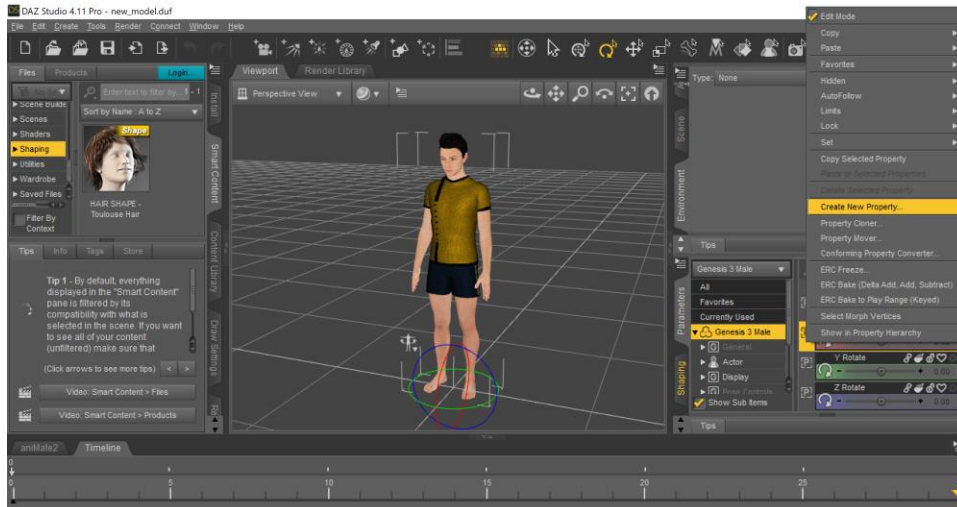 DAZ Studio 4.11 Pro - new_model.duf
File Edit Create Tools Render Connect Window Help
Files Products Login...
Enter text to filter by... 1 - 1
Scene Builde
Sort by Name : A to Z
Scenes
Shaders
Shaping
Utilities
Wardrobe
Saved Files
Shape
HAIR SHAPE -
Toulouse Hair
Filter By
Context
Tips Info Tags Store
Tip 1 - By default, everything
displayed in the "Smart Content"
pane is filtered by its
compatibility with what is
selected in the scene. If you want
to see all of your content
(unfiltered) make sure that
(Click arrows to see more tips) < >
Video: Smart Content > Files
Video: Smart Content > Products
Install
Smart Content
Content Library
Draw Settings
Viewport Render Library
Perspective View
Type: None
Scene
Environment
Tips
Parameters
Shaping
Genesis 3 Male
All
Favorites
Currently Used
Genesis 3 Male
General
Actor
Display
Pose Controls
Show Sub Items
Tips
Edit Mode
Copy
Paste
Favorites
Hidden
AutoFollow
Limits
Lock
Set
Copy Selected Property
Paste to Selected Properties
Delete Selected Property
Create New Property...
Property Cloner...
Property Mover...
Conforming Property Converter...
ERC Freeze...
ERC Bake (Delta Add, Add, Subtract)
ERC Bake to Play Range (Keyed)
Select Morph Vertices
Show in Property Hierarchy
Y Rotate
0.00
Z Rotate
0.00
aniMate2 Timeline
0
0 5 10 15 20 25